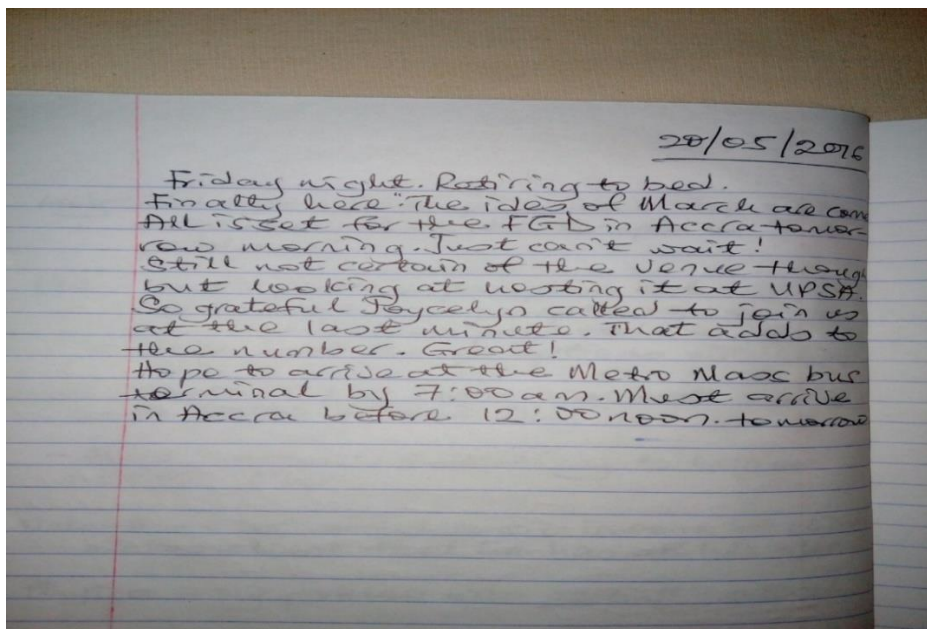 20/05/2016
Friday night. Retiring to bed.
Finally here "The ides of March are come
All is set for the FGD in Accra tomor-
row morning. Just can't wait!
Still not certain of the venue though
but looking at hosting it at UPSA.
So grateful Joycelyn called to join us
at the last minute. That adds to
the number. Great!
Hope to arrive at the Metro Mass bus
terminal by 7:00am. Must arrive
in Accra before 12:00noon. tomorrow